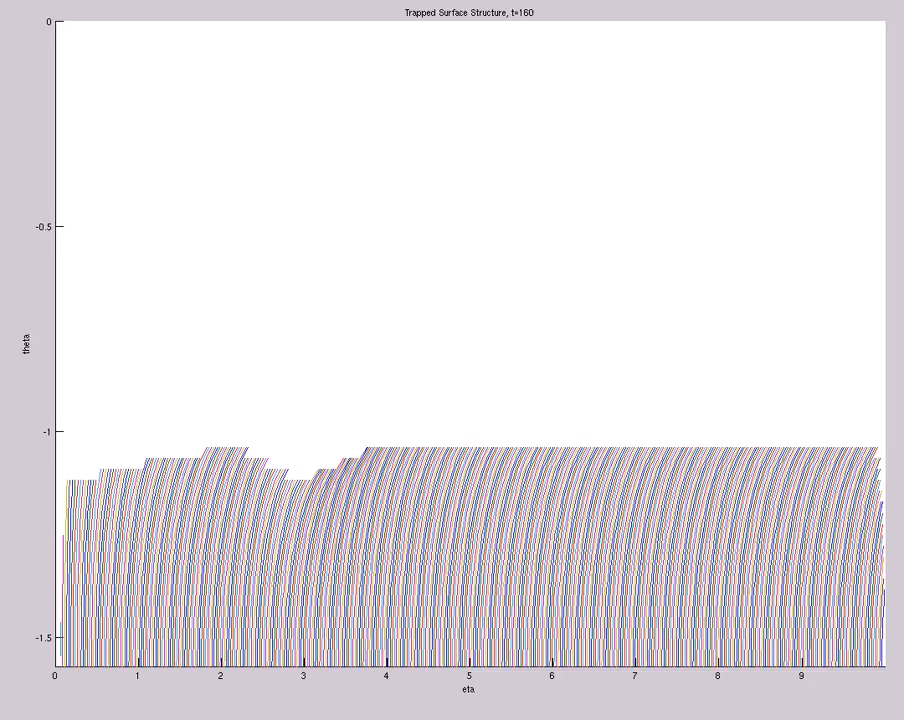 Trapped Surface Structure, t=160
0
-0.5
theta
-1
-1.5
0 1 2 3 4 5 6 7 8 9
eta